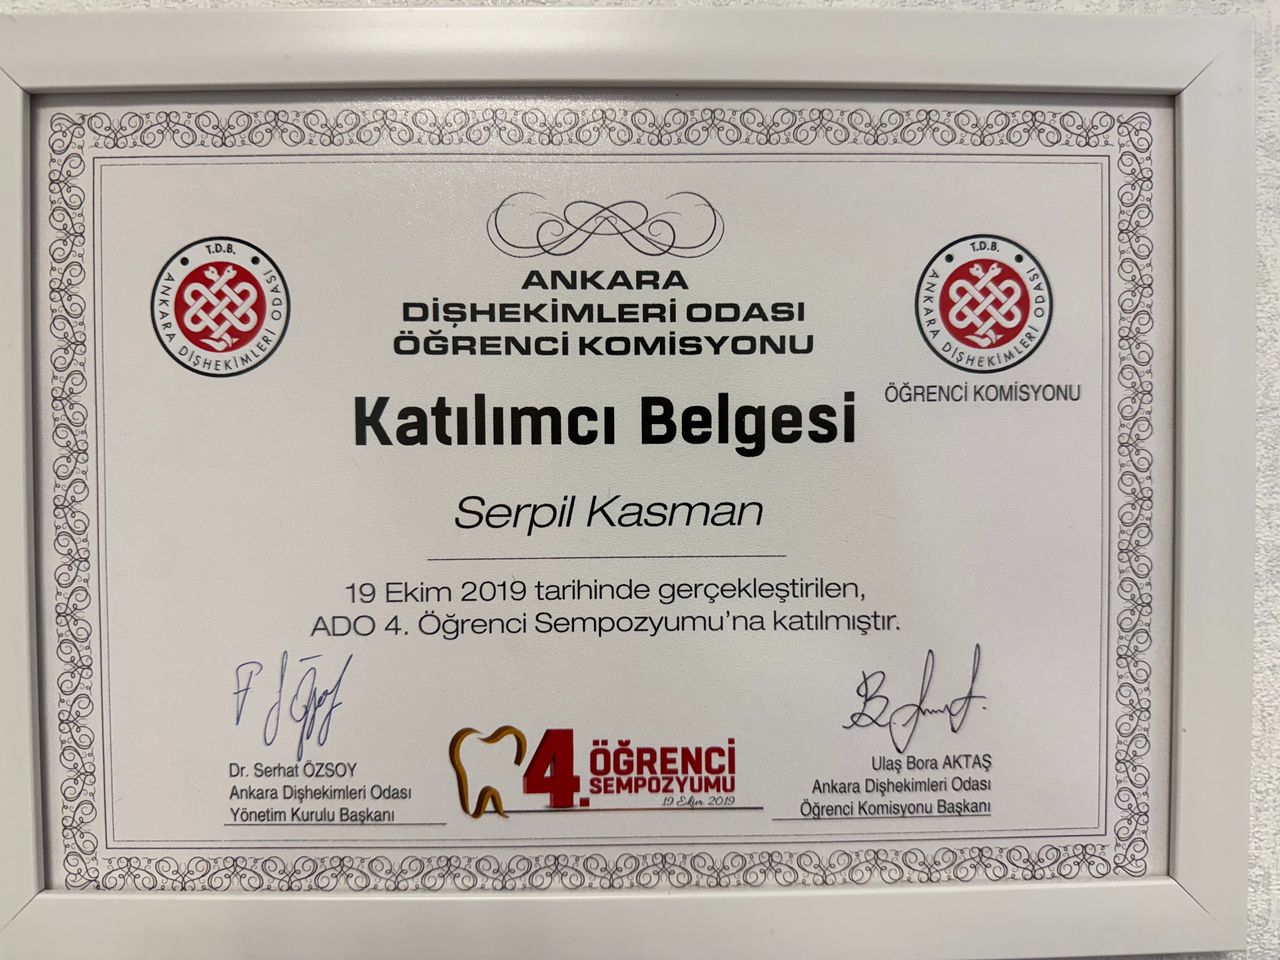 T.D.B.
ANKARA DİŞHEKİMLERİ ODASI
ANKARA
DİŞHEKİMLERİ ODASI
ÖĞRENCİ KOMİSYONU
T.D.B.
ANKARA DİŞHEKİMLERİ ODASI
ÖĞRENCİ KOMİSYONU
Katılımcı Belgesi
Serpil Kasman
19 Ekim 2019 tarihinde gerçekleştirilen,
ADO 4. Öğrenci Sempozyumu'na katılmıştır.
Dr. Serhat ÖZSOY
Ankara Dişhekimleri Odası
Yönetim Kurulu Başkanı
4. ÖĞRENCİ
SEMPOZYUMU
19 Ekim 2019
Ulaş Bora AKTAŞ
Ankara Dişhekimleri Odası
Öğrenci Komisyonu Başkanı